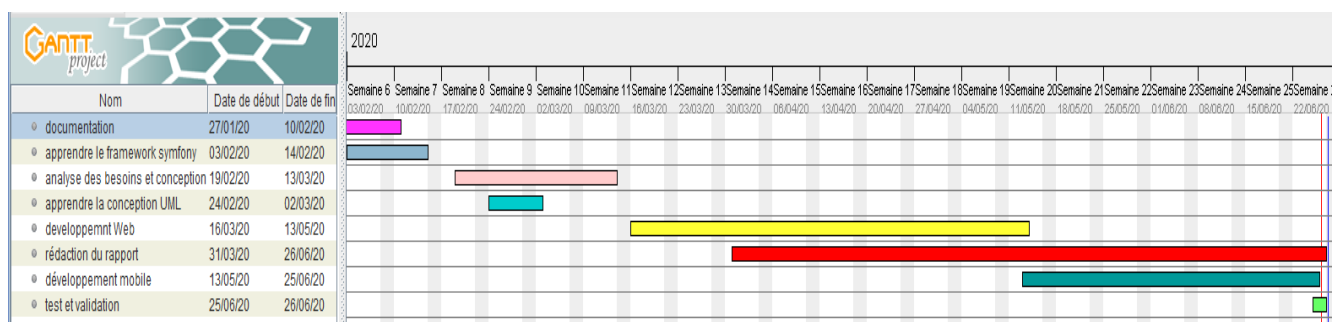 GANTT
project
2020
Semaine 6 Semaine 7 Semaine 8 Semaine 9 Semaine 10 Semaine 11 Semaine 12 Semaine 13 Semaine 14 Semaine 15 Semaine 16 Semaine 17 Semaine 18 Semaine 19 Semaine 20 Semaine 21 Semaine 22 Semaine 23 Semaine 24 Semaine 25 Semaine
03/02/20 10/02/20 17/02/20 24/02/20 02/03/20 09/03/20 16/03/20 23/03/20 30/03/20 06/04/20 13/04/20 20/04/20 27/04/20 04/05/20 11/05/20 18/05/20 25/05/20 01/06/20 08/06/20 15/06/20 22/06/20
Nom Date de début Date de fin
documentation 27/01/20 10/02/20
apprendre le framework symfony 03/02/20 14/02/20
analyse des besoins et conception 19/02/20 13/03/20
apprendre la conception UML 24/02/20 02/03/20
developpemnt Web 16/03/20 13/05/20
rédaction du rapport 31/03/20 26/06/20
développement mobile 13/05/20 25/06/20
test et validation 25/06/20 26/06/20